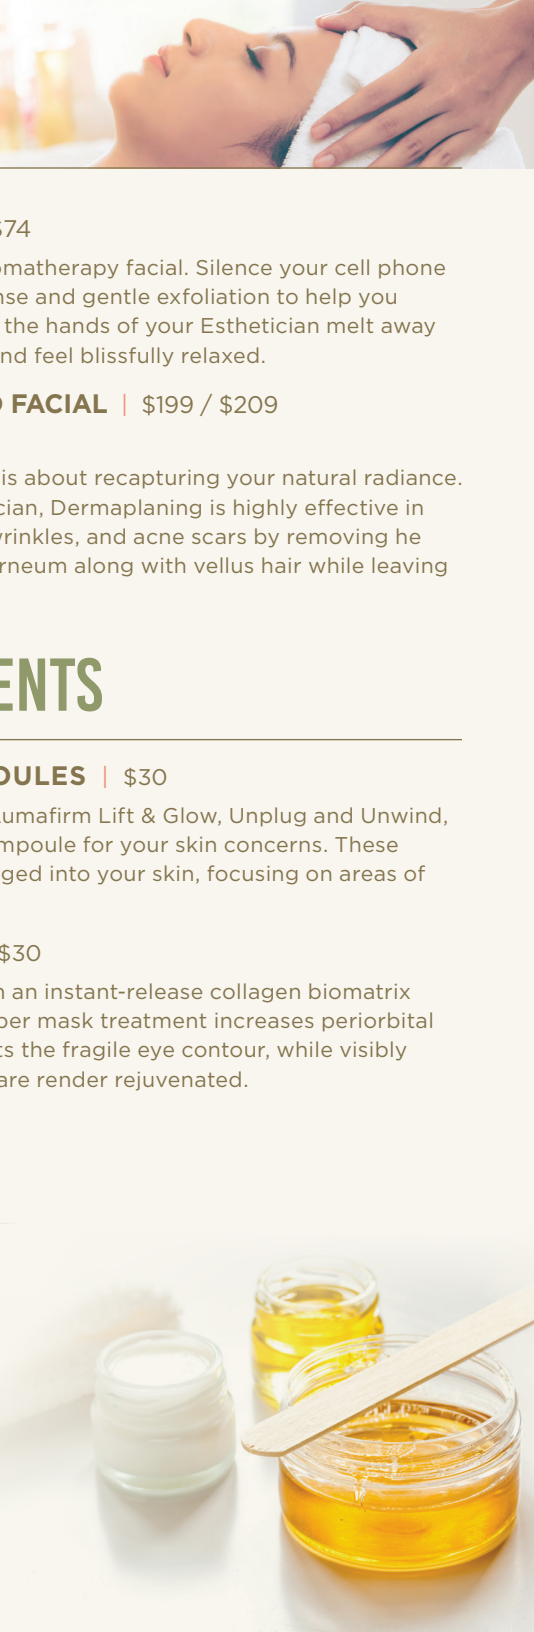 $74
omatherapy facial. Silence your cell phone
nse and gentle exfoliation to help you
the hands of your Esthetician melt away
nd feel blissfully relaxed.
FACIAL | $199 / $209
is about recapturing your natural radiance.
cian, Dermaplaning is highly effective in
wrinkles, and acne scars by removing he
rneum along with vellus hair while leaving
ENTS
OULES | $30
Lumafirm Lift & Glow, Unplug and Unwind,
mpoule for your skin concerns. These
ged into your skin, focusing on areas of
$30
n an instant-release collagen biomatrix
ber mask treatment increases periorbital
ts the fragile eye contour, while visibly
are render rejuvenated.